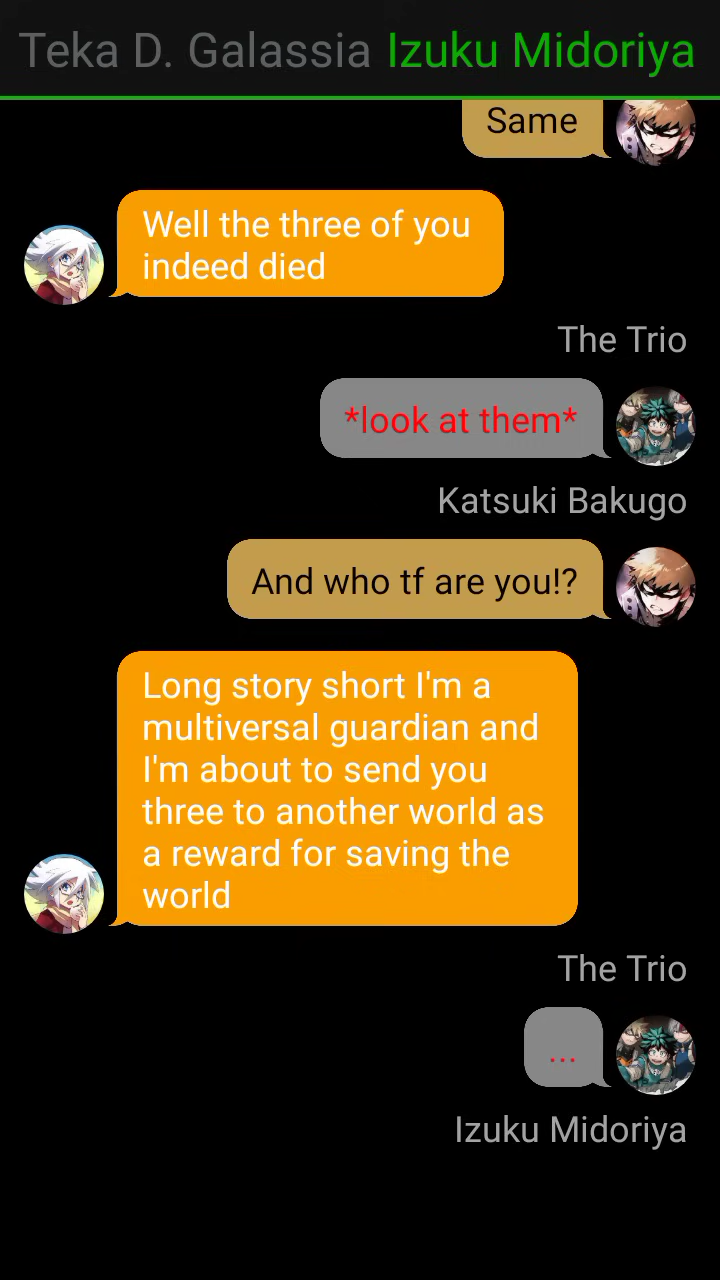 Teka D. Galassia Izuku Midoriya
Same
Well the three of you
indeed died
The Trio
*look at them*
Katsuki Bakugo
And who tf are you!?
Long story short I'm a
multiversal guardian and
I'm about to send you
three to another world as
a reward for saving the
world
The Trio
...
Izuku Midoriya